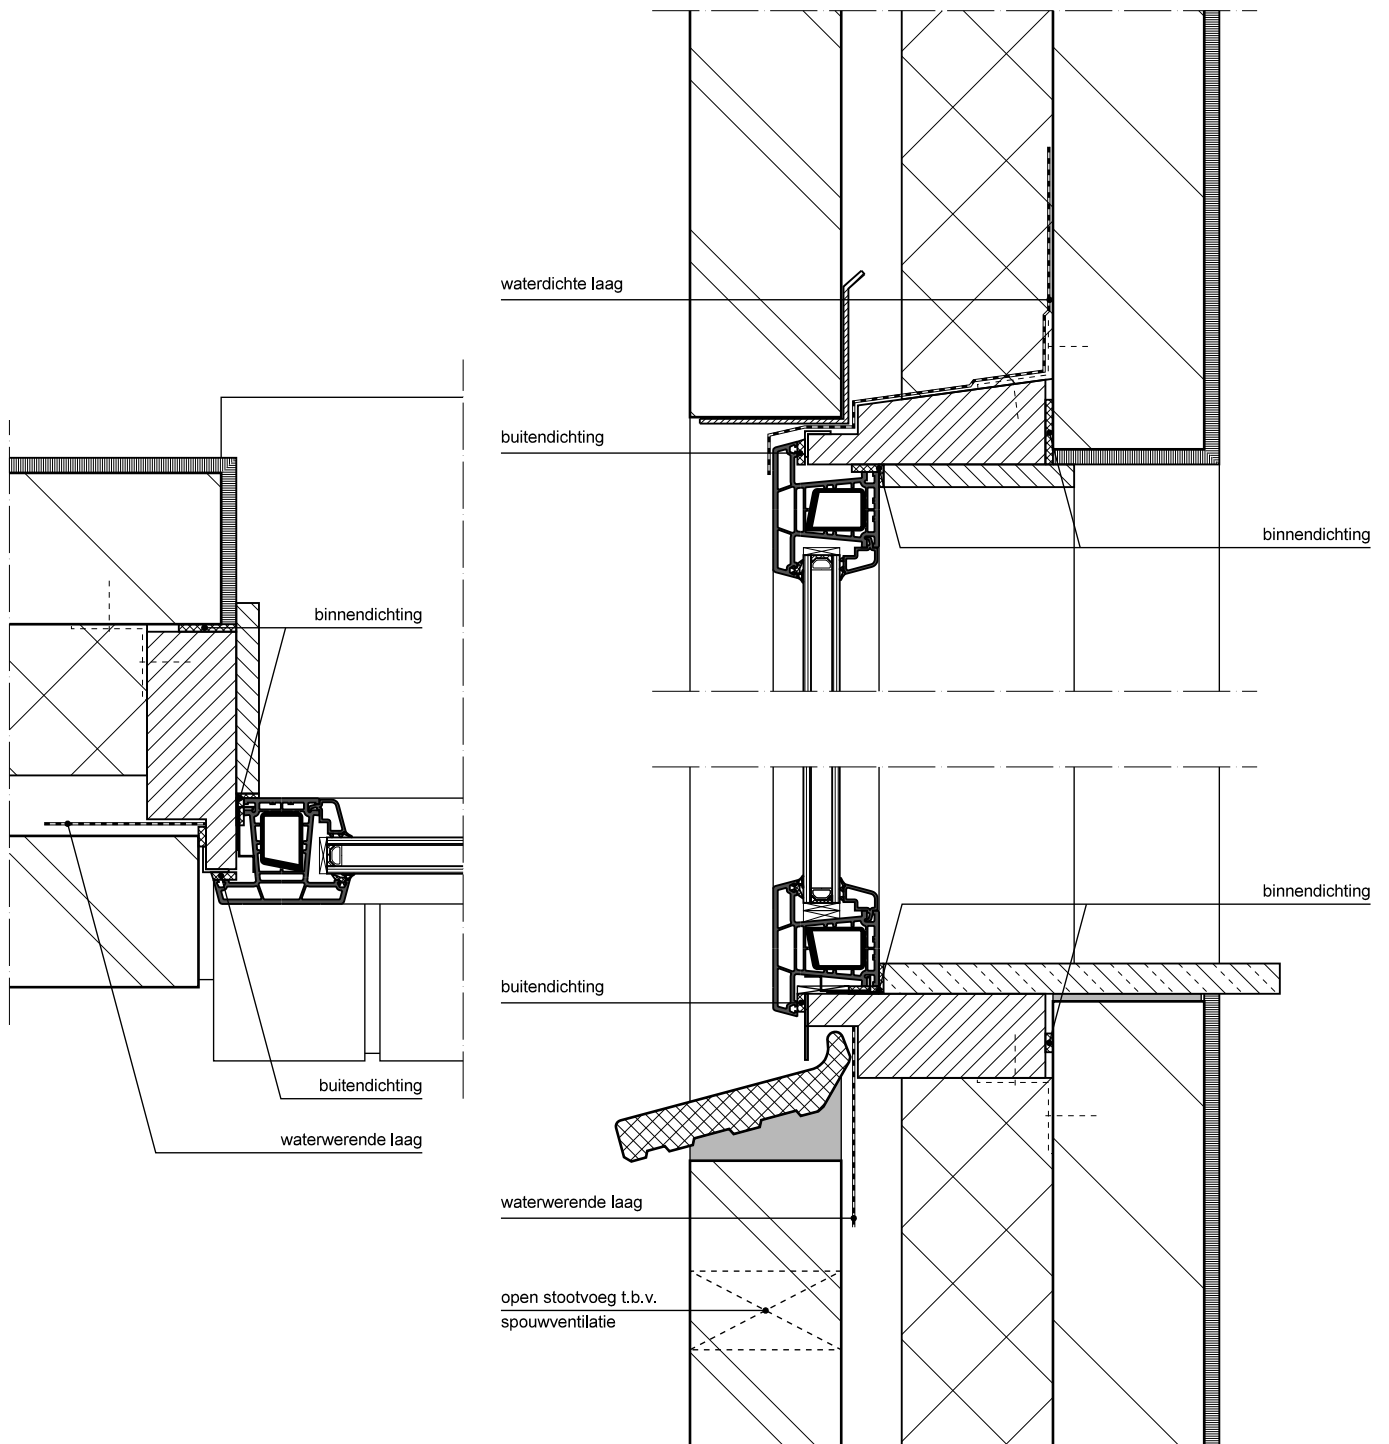 waterdichte laag
buitendichting
binnendichting
binnendichting
binnendichting
buitendichting
buitendichting
waterwerende laag
waterwerende laag
open stootvoeg t.b.v.
spouwventilatie